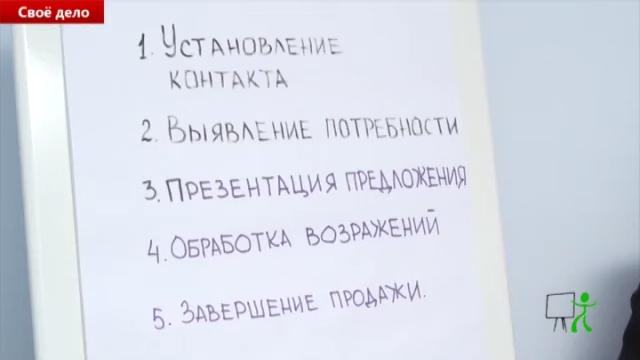 Своё дело
1. Установление
контакта
2. Выявление потребности
3. Презентация предложения
4. Обработка возражений
5. Завершение продажи.